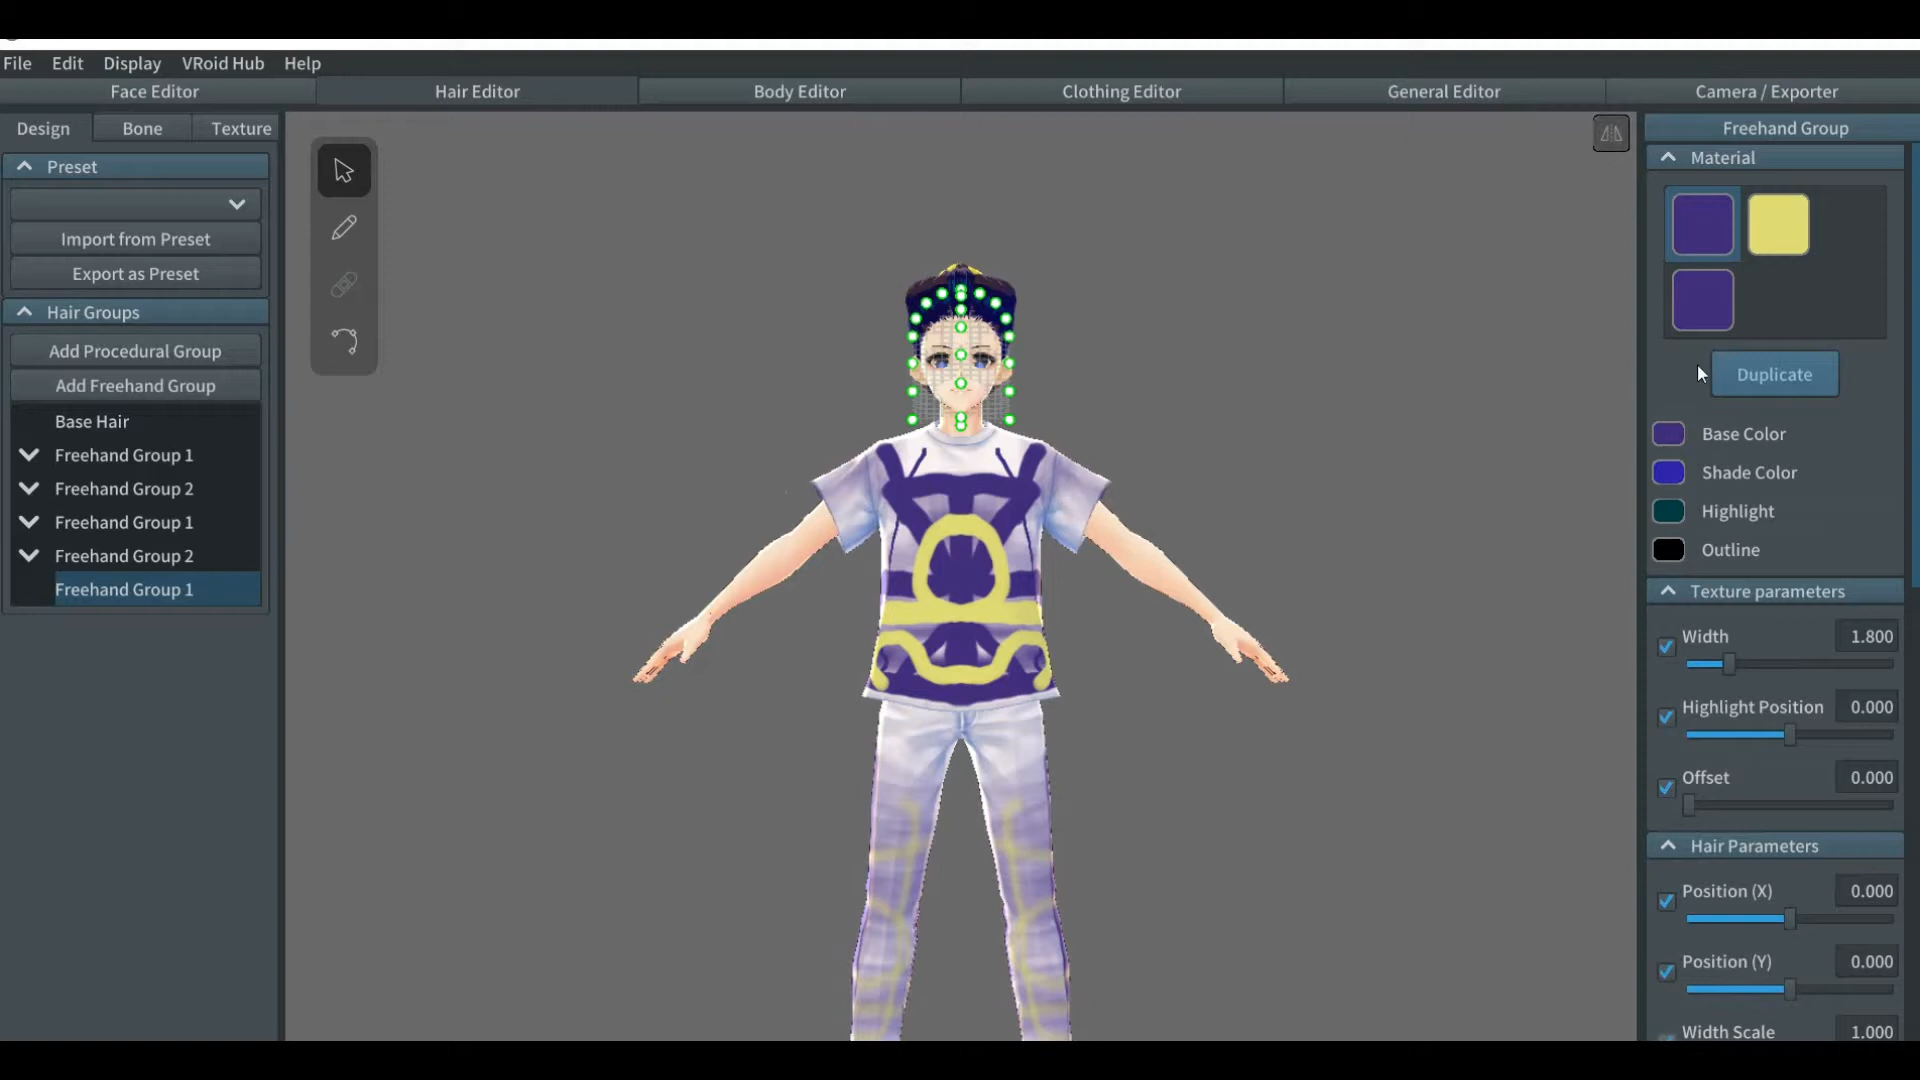 File Edit Display VRoid Hub Help
Face Editor Hair Editor Body Editor Clothing Editor General Editor Camera / Exporter
Design Bone Texture
Preset
Import from Preset
Export as Preset
Hair Groups
Add Procedural Group
Add Freehand Group
Base Hair
Freehand Group 1
Freehand Group 2
Freehand Group 1
Freehand Group 2
Freehand Group 1
Freehand Group
Material
Duplicate
Base Color
Shade Color
Highlight
Outline
Texture parameters
Width 1.800
Highlight Position 0.000
Offset 0.000
Hair Parameters
Position (X) 0.000
Position (Y) 0.000
Width Scale 1.000